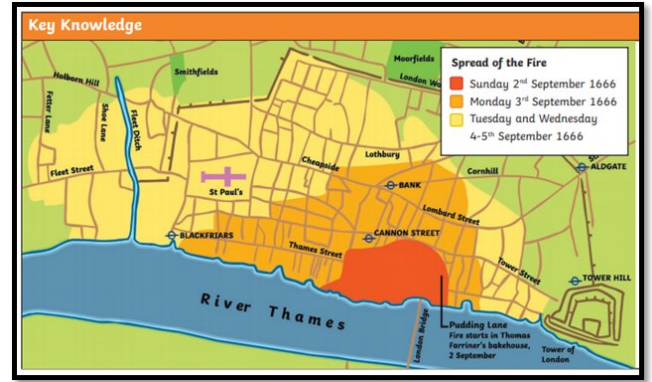 Key Knowledge
Spread of the Fire
Sunday 2nd September 1666
Monday 3rd September 1666
Tuesday and Wednesday
4-5th September 1666
Moorfields
London Wa
Smithfields
Holborn Hill
Fetter Lane
Shoe Lane
Fleet Ditch
Fleet Street
St Paul's
Cheapside
Lothbury
Cornhill
BANK
ALDGATE
Lombard Street
CANNON STREET
BLACKFRIARS
Thames Street
Tower Street
TOWER HILL
River Thames
London Bridge
Pudding Lane
Fire starts in Thomas
Farriner's bakehouse,
2 September
Tower of
London